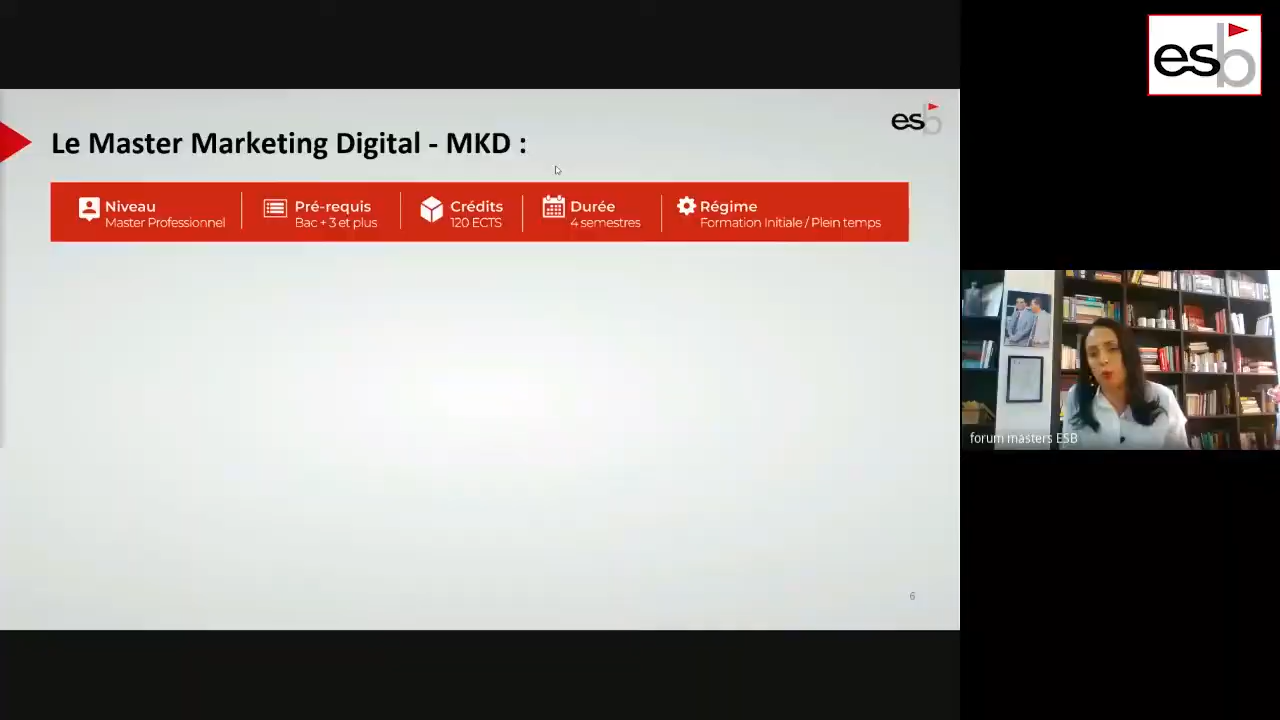 esb
esb
Le Master Marketing Digital - MKD :
Niveau
Master Professionnel
Pré-requis
Bac + 3 et plus
Crédits
120 ECTS
Durée
4 semestres
Régime
Formation Initiale / Plein temps
forum masters ESB
6